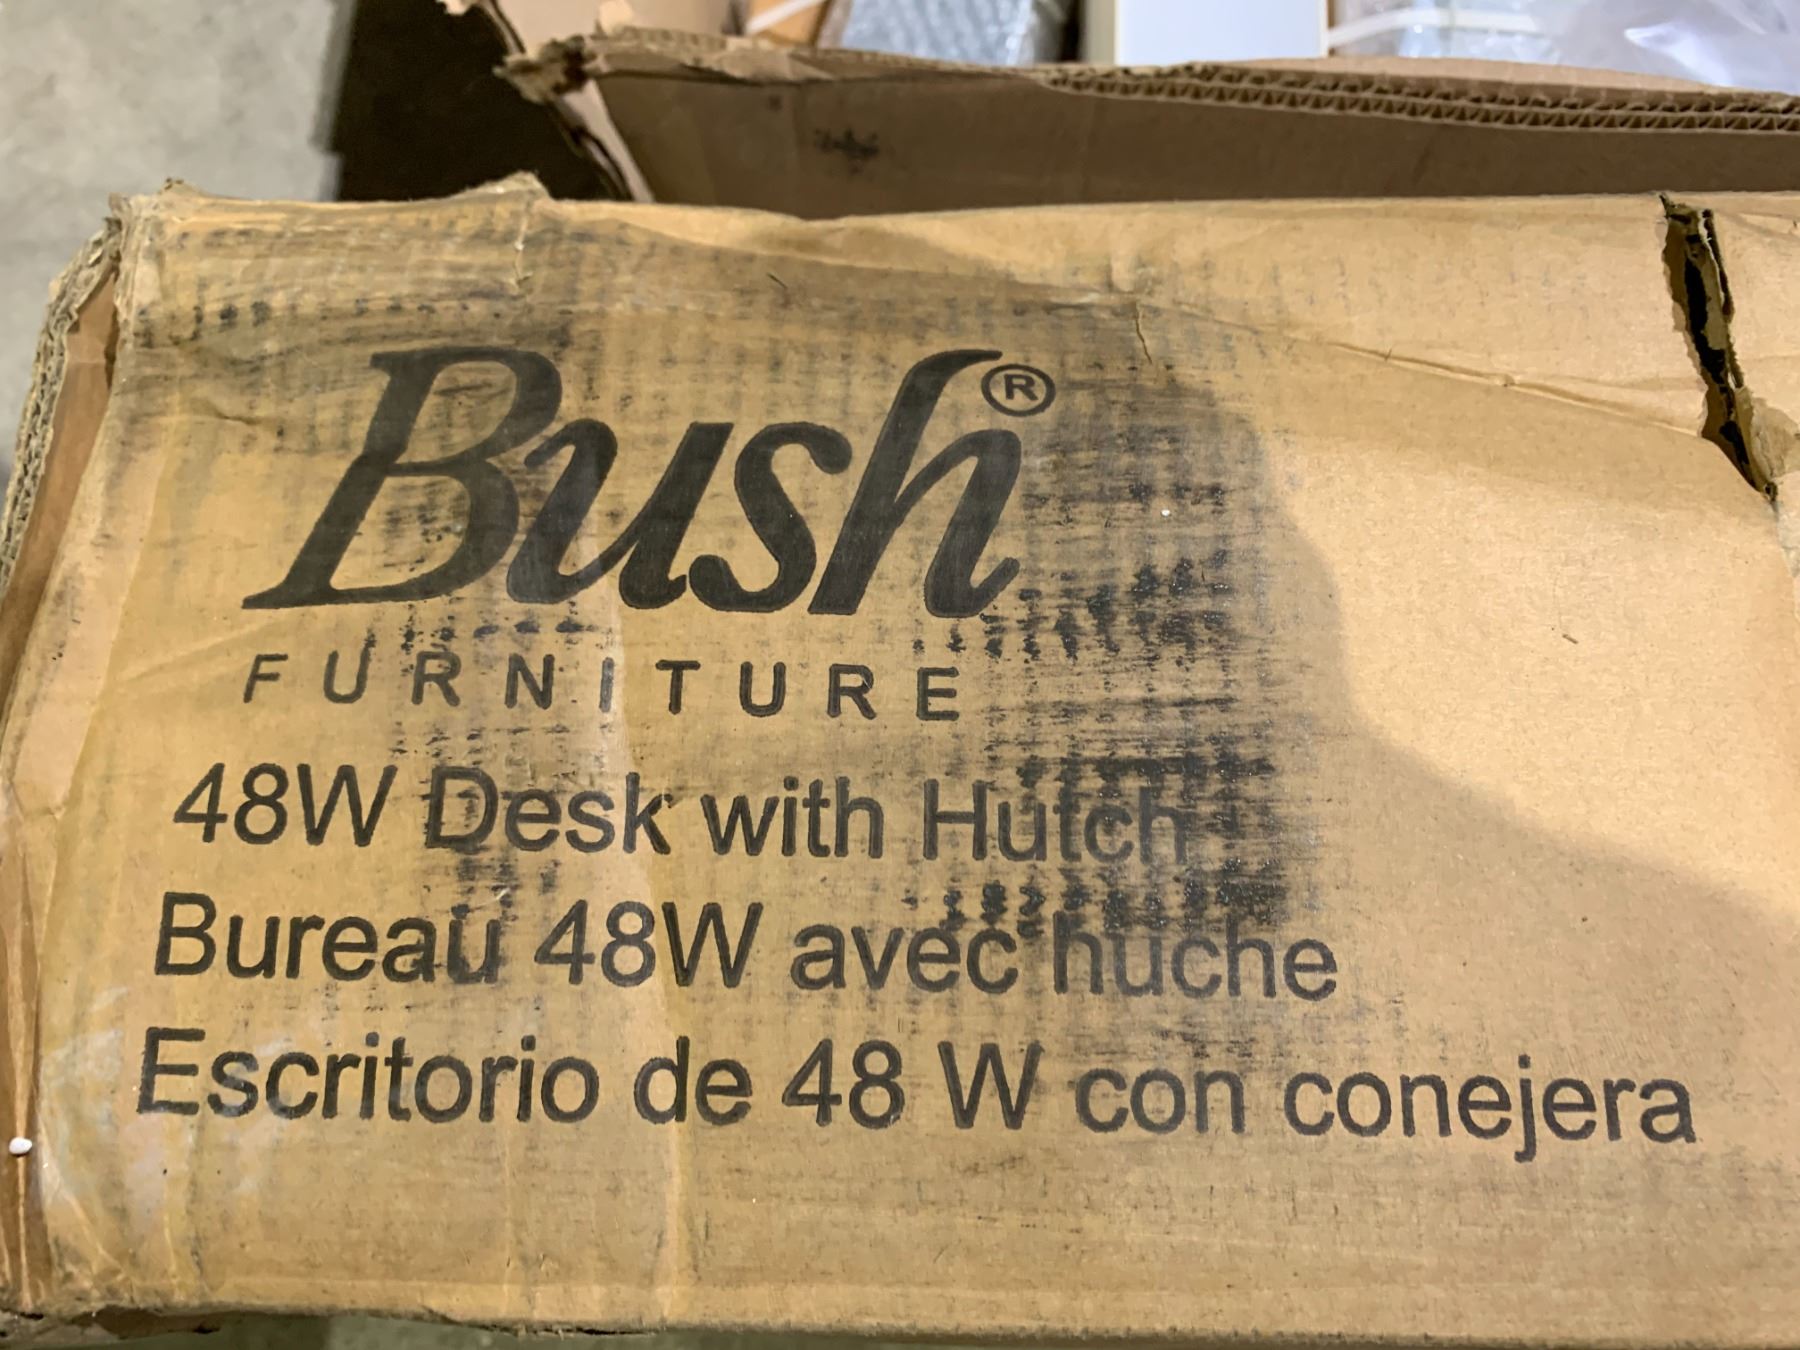 Bush®
FURNITURE
48W Desk with Hutch
Bureau 48W avec huche
Escritorio de 48 W con conejera